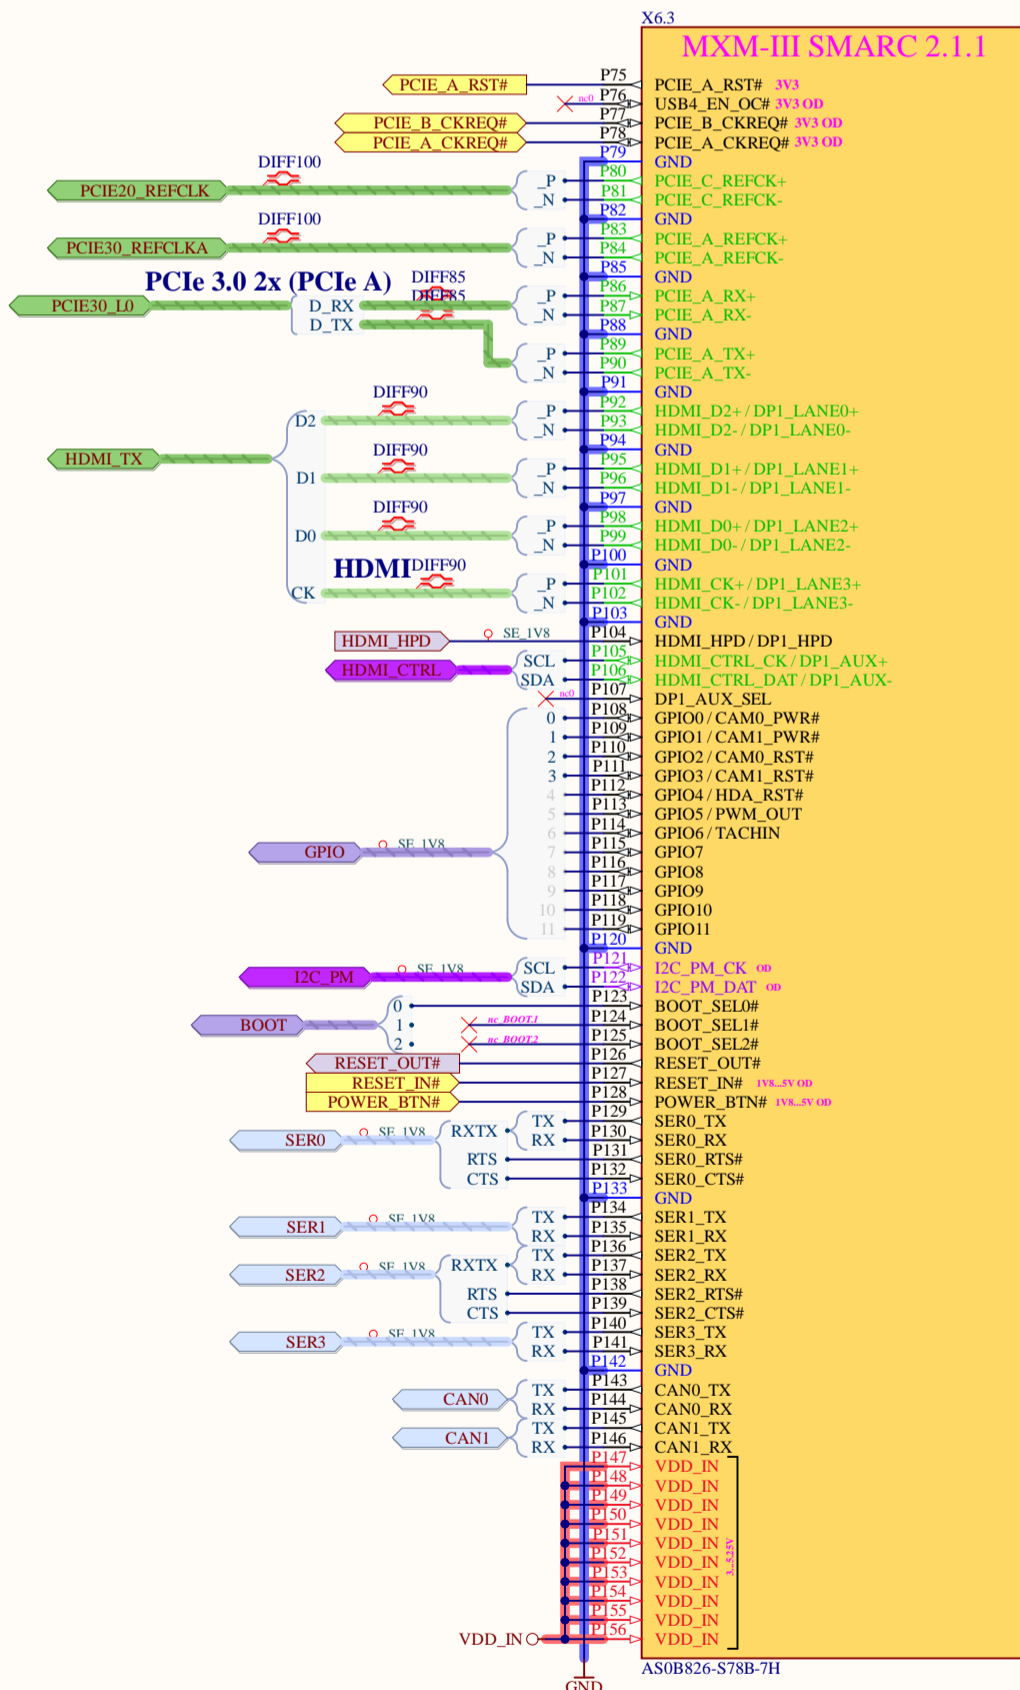 X6.3
MXM-III SMARC 2.1.1
PCIE_A_RST# P75 PCIE_A_RST# 3V3
nc0 P76 USB4_EN_OC# 3V3 OD
PCIE_B_CKREQ# P77 PCIE_B_CKREQ# 3V3 OD
PCIE_A_CKREQ# P78 PCIE_A_CKREQ# 3V3 OD
P79 GND
DIFF100
PCIE20_REFCLK _P P80 PCIE_C_REFCK+
_N P81 PCIE_C_REFCK-
P82 GND
DIFF100
PCIE30_REFCLKA _P P83 PCIE_A_REFCK+
_N P84 PCIE_A_REFCK-
P85 GND
PCIe 3.0 2x (PCIe A)
DIFF85
DIFF85
PCIE30_L0 D_RX _P P86 PCIE_A_RX+
D_TX _N P87 PCIE_A_RX-
P88 GND
_P P89 PCIE_A_TX+
_N P90 PCIE_A_TX-
P91 GND
HDMI_TX
DIFF90
D2 _P P92 HDMI_D2+ / DP1_LANE0+
_N P93 HDMI_D2- / DP1_LANE0-
P94 GND
DIFF90
D1 _P P95 HDMI_D1+ / DP1_LANE1+
_N P96 HDMI_D1- / DP1_LANE1-
P97 GND
DIFF90
D0 _P P98 HDMI_D0+ / DP1_LANE2+
_N P99 HDMI_D0- / DP1_LANE2-
P100 GND
HDMI DIFF90
CK _P P101 HDMI_CK+ / DP1_LANE3+
_N P102 HDMI_CK- / DP1_LANE3-
P103 GND
HDMI_HPD SE_1V8 P104 HDMI_HPD / DP1_HPD
HDMI_CTRL SCL P105 HDMI_CTRL_CK / DP1_AUX+
SDA P106 HDMI_CTRL_DAT / DP1_AUX-
nc0 P107 DP1_AUX_SEL
GPIO SE_1V8
0 P108 GPIO0 / CAM0_PWR#
1 P109 GPIO1 / CAM1_PWR#
2 P110 GPIO2 / CAM0_RST#
3 P111 GPIO3 / CAM1_RST#
4 P112 GPIO4 / HDA_RST#
5 P113 GPIO5 / PWM_OUT
6 P114 GPIO6 / TACHIN
7 P115 GPIO7
8 P116 GPIO8
9 P117 GPIO9
10 P118 GPIO10
11 P119 GPIO11
P120 GND
I2C_PM SE_1V8 SCL P121 I2C_PM_CK OD
SDA P122 I2C_PM_DAT OD
0 P123 BOOT_SEL0#
BOOT 1 nc_BOOT.1 P124 BOOT_SEL1#
2 nc_BOOT.2 P125 BOOT_SEL2#
RESET_OUT# P126 RESET_OUT#
RESET_IN# P127 RESET_IN# 1V8...5V OD
POWER_BTN# P128 POWER_BTN# 1V8...5V OD
SER0 SE_1V8 RXTX TX P129 SER0_TX
RX P130 SER0_RX
RTS P131 SER0_RTS#
CTS P132 SER0_CTS#
P133 GND
SER1 SE_1V8 TX P134 SER1_TX
RX P135 SER1_RX
SER2 SE_1V8 RXTX TX P136 SER2_TX
RX P137 SER2_RX
RTS P138 SER2_RTS#
CTS P139 SER2_CTS#
SER3 SE_1V8 TX P140 SER3_TX
RX P141 SER3_RX
P142 GND
CAN0 TX P143 CAN0_TX
RX P144 CAN0_RX
CAN1 TX P145 CAN1_TX
RX P146 CAN1_RX
P147 VDD_IN
P148 VDD_IN
P149 VDD_IN
P150 VDD_IN
P151 VDD_IN
P152 VDD_IN
P153 VDD_IN
P154 VDD_IN
P155 VDD_IN
VDD_IN P156 VDD_IN
3...5.25V
AS0B826-S78B-7H
GND